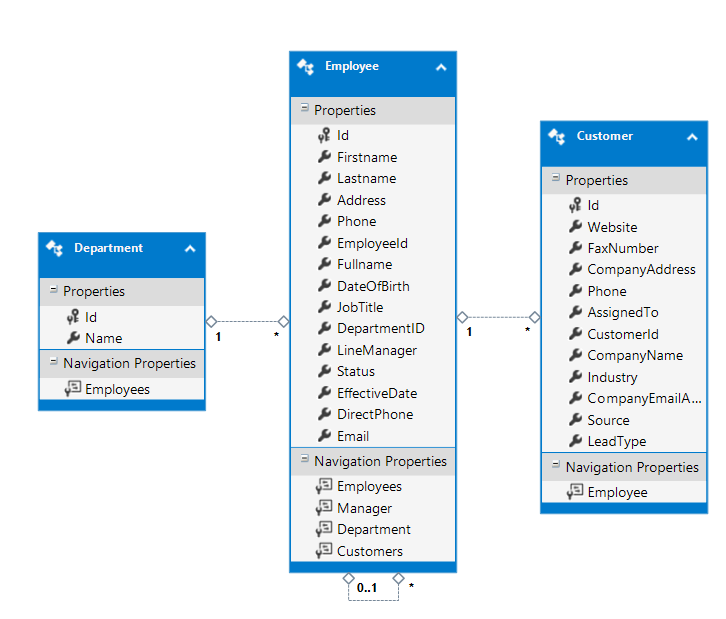 Department
Properties
Id
Name
Navigation Properties
Employees
1
*
Employee
Properties
Id
Firstname
Lastname
Address
Phone
EmployeeId
Fullname
DateOfBirth
JobTitle
DepartmentID
LineManager
Status
EffectiveDate
DirectPhone
Email
Navigation Properties
Employees
Manager
Department
Customers
0..1
*
1
*
Customer
Properties
Id
Website
FaxNumber
CompanyAddress
Phone
AssignedTo
CustomerId
CompanyName
Industry
CompanyEmailA...
Source
LeadType
Navigation Properties
Employee